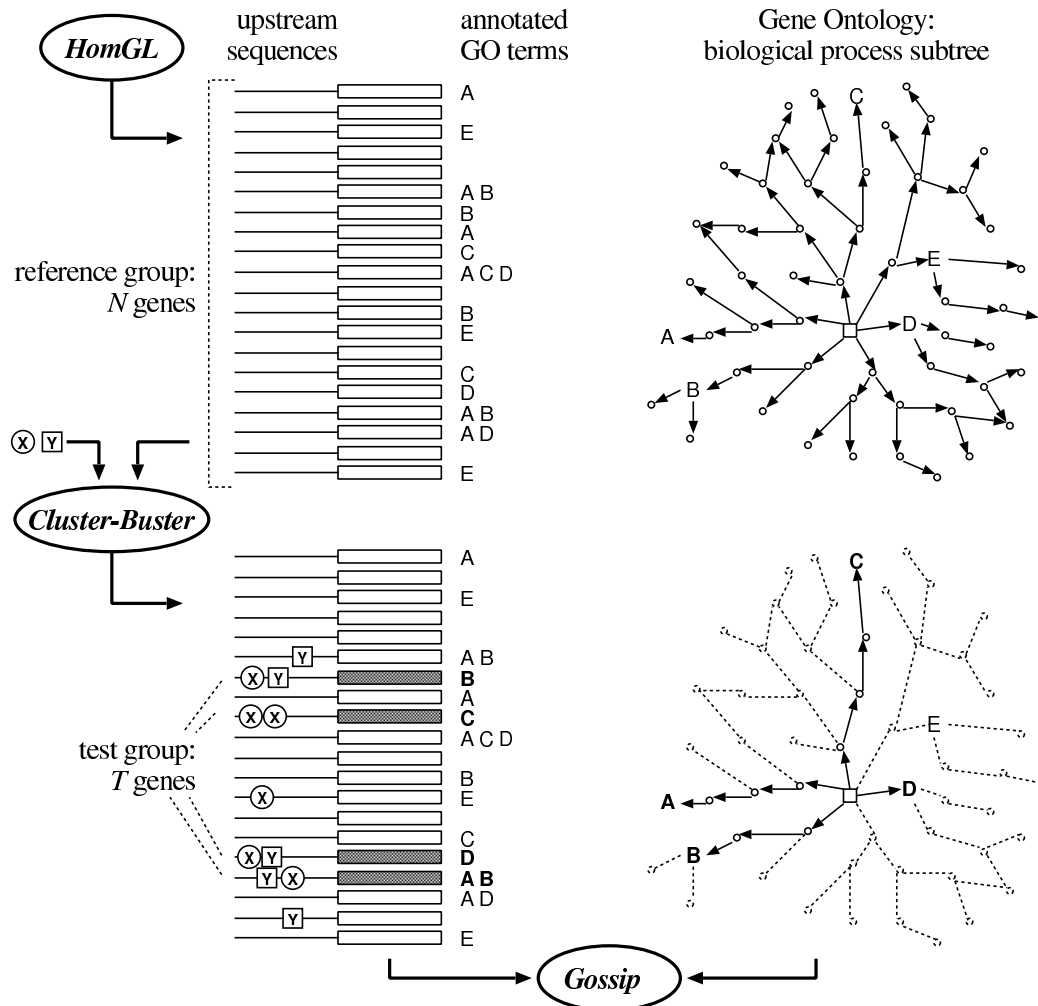 HomGL
upstream
sequences
annotated
GO terms
Gene Ontology:
biological process subtree
A
E
A B
B
A
C
A C D
B
E
C
D
A B
A D
E
reference group:
N genes
X Y
Cluster-Buster
C
E
D
A
B
A
E
Y A B
X Y B
A
X X C
A C D
B
X E
C
X Y D
Y X A B
A D
Y
E
test group:
T genes
C
E
D
A
B
Gossip